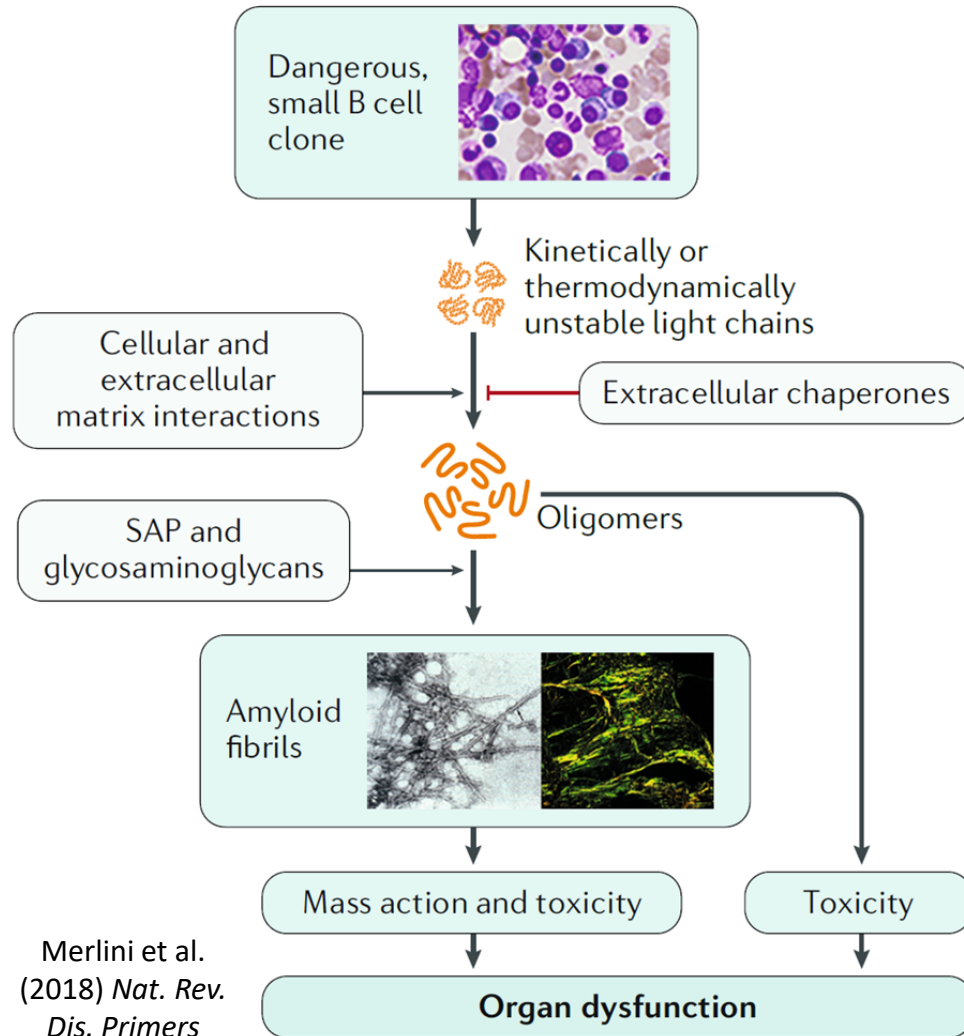 Dangerous,
small B cell
clone
Kinetically or
thermodynamically
unstable light chains
Cellular and
extracellular
matrix interactions
Extracellular chaperones
Oligomers
SAP and
glycosaminoglycans
Amyloid
fibrils
Mass action and toxicity
Toxicity
Organ dysfunction
Merlini et al.
(2018) Nat. Rev.
Dis. Primers